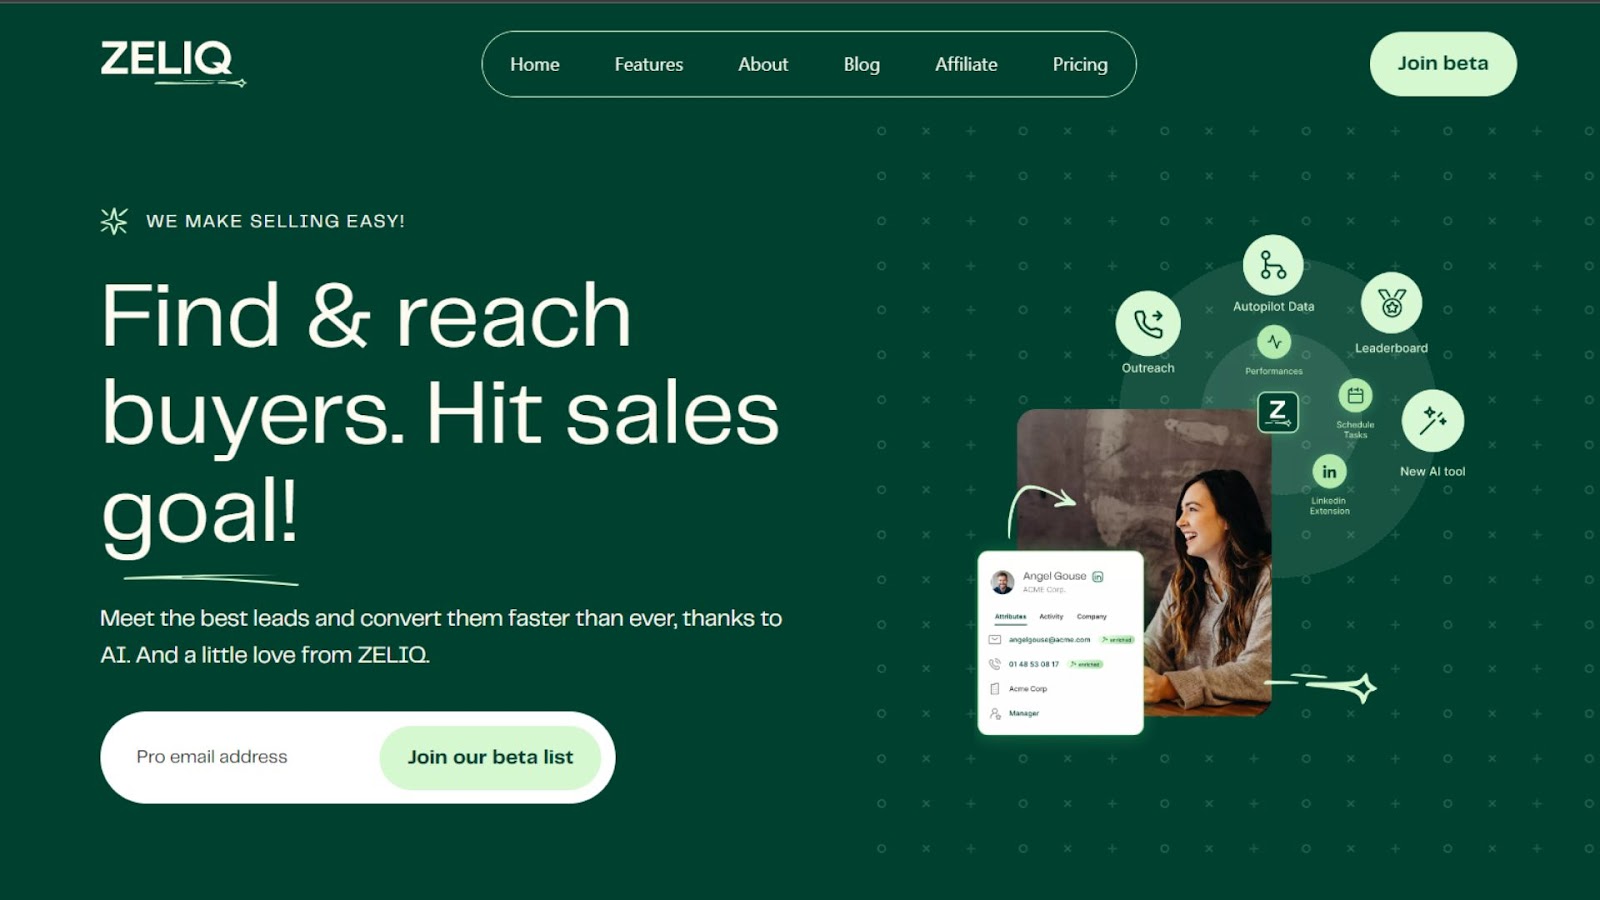 ZELIQ
Home
Features
About
Blog
Affiliate
Pricing
Join beta
WE MAKE SELLING EASY!
Find & reach
buyers. Hit sales
goal!
Meet the best leads and convert them faster than ever, thanks to
AI. And a little love from ZELIQ.
Pro email address
Join our beta list
Autopilot Data
Outreach
Leaderboard
Performances
Z
Schedule
Tasks
New AI tool
in
Linkedin
Extension
Angel Gouse in
ACME Corp.
Attributes Activity Company
angelgouse@acme.com enriched
01 48 53 08 17 enriched
Acme Corp
Manager